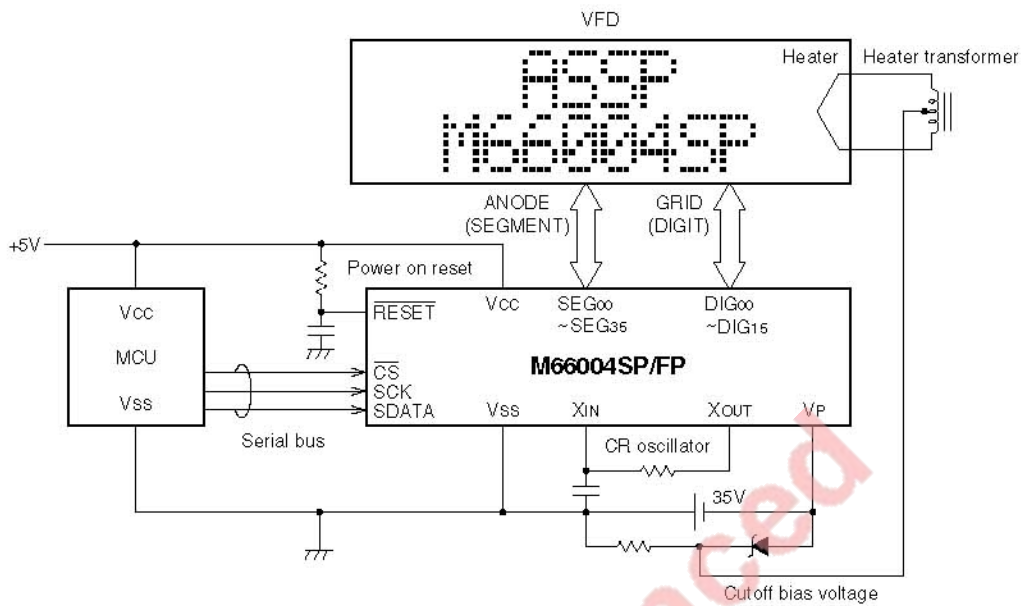 VFD
ASSP
M66004SP
Heater
Heater transformer
ANODE
(SEGMENT)
GRID
(DIGIT)
+5V
Power on reset
VCC
MCU
VSS
RESET
VCC
SEG00
~SEG35
DIG00
~DIG15
M66004SP/FP
CS
SCK
SDATA
VSS
XIN
XOUT
VP
Serial bus
CR oscillator
35V
Cutoff bias voltage